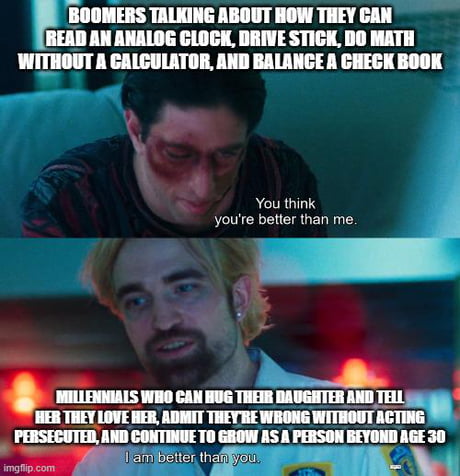 BOOMERS TALKING ABOUT HOW THEY CAN
READ AN ANALOG CLOCK, DRIVE STICK, DO MATH
WITHOUT A CALCULATOR, AND BALANCE A CHECK BOOK
You think
you're better than me.
MILLENNIALS WHO CAN HUG THEIR DAUGHTER AND TELL
HER THEY LOVE HER, ADMIT THEY'RE WRONG WITHOUT ACTING
PERSECUTED, AND CONTINUE TO GROW AS A PERSON BEYOND AGE 30
I am better than you.
imgflip.com